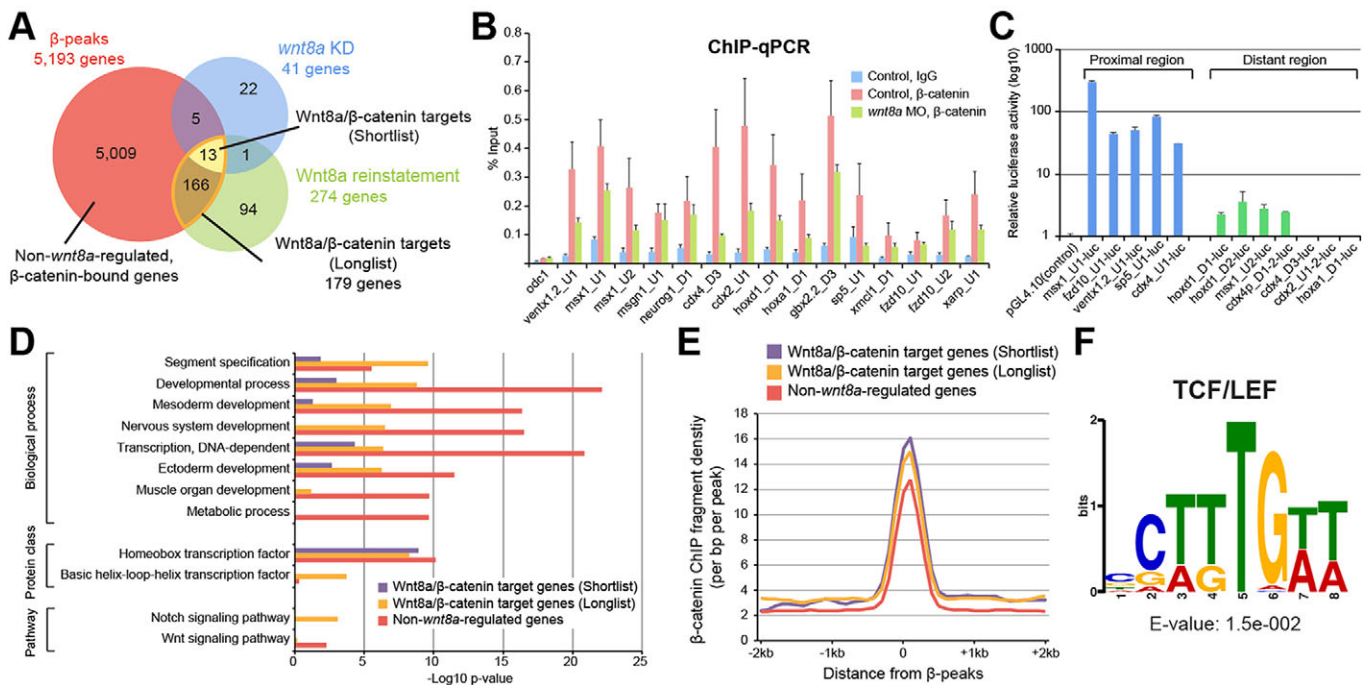 A
β-peaks
5,193 genes
wnt8a KD
41 genes
22
5
Wnt8a/β-catenin targets
(Shortlist)
5,009
13
1
166
Wnt8a reinstatement
274 genes
94
Non-wnt8a-regulated,
β-catenin-bound genes
Wnt8a/β-catenin targets
(Longlist)
179 genes
B
ChIP-qPCR
Control, IgG
Control, β-catenin
wnt8a MO, β-catenin
% Input
0.8
0.7
0.6
0.5
0.4
0.3
0.2
0.1
odc1
ventx1.2_U1
msx1_U1
msx1_U2
msgn1_U1
neurog1_D1
cdx4_D3
cdx2_U1
hoxd1_D1
hoxa1_D1
gbx2.2_D3
sp5_U1
xmcl1_D1
fzd10_U1
fzd10_U2
xarp_U1
C
Relative luciferase activity (log10)
1000
100
10
1
Proximal region
Distant region
pGL4.10(control)
msx1_U1-luc
fzd10_U1-luc
ventx1.2_U1-luc
sp5_U1-luc
cdx4_U1-luc
hoxd1_D1-luc
hoxd1_D2-luc
msx1_U2-luc
cdx4p_D1-2-luc
cdx4_D3-luc
cdx2_U1-2-luc
hoxa1_D1-luc
D
Biological process
Segment specification
Developmental process
Mesoderm development
Nervous system development
Transcription, DNA-dependent
Ectoderm development
Muscle organ development
Metabolic process
Protein class
Homeobox transcription factor
Basic helix-loop-helix transcription factor
Pathway
Notch signaling pathway
Wnt signaling pathway
Wnt8a/β-catenin target genes (Shortlist)
Wnt8a/β-catenin target genes (Longlist)
Non-wnt8a-regulated genes
0 5 10 15 20 25
-Log10 p-value
E
Wnt8a/β-catenin target genes (Shortlist)
Wnt8a/β-catenin target genes (Longlist)
Non-wnt8a-regulated genes
β-catenin ChIP fragment denstiy
(per bp per peak)
18
16
14
12
10
8
6
4
2
0
-2kb -1kb 0 +1kb +2kb
Distance from β-peaks
F
TCF/LEF
bits
2
1
0
C C T T T G T T
G A G A A
1 2 3 4 5 6 7 8
E-value: 1.5e-002